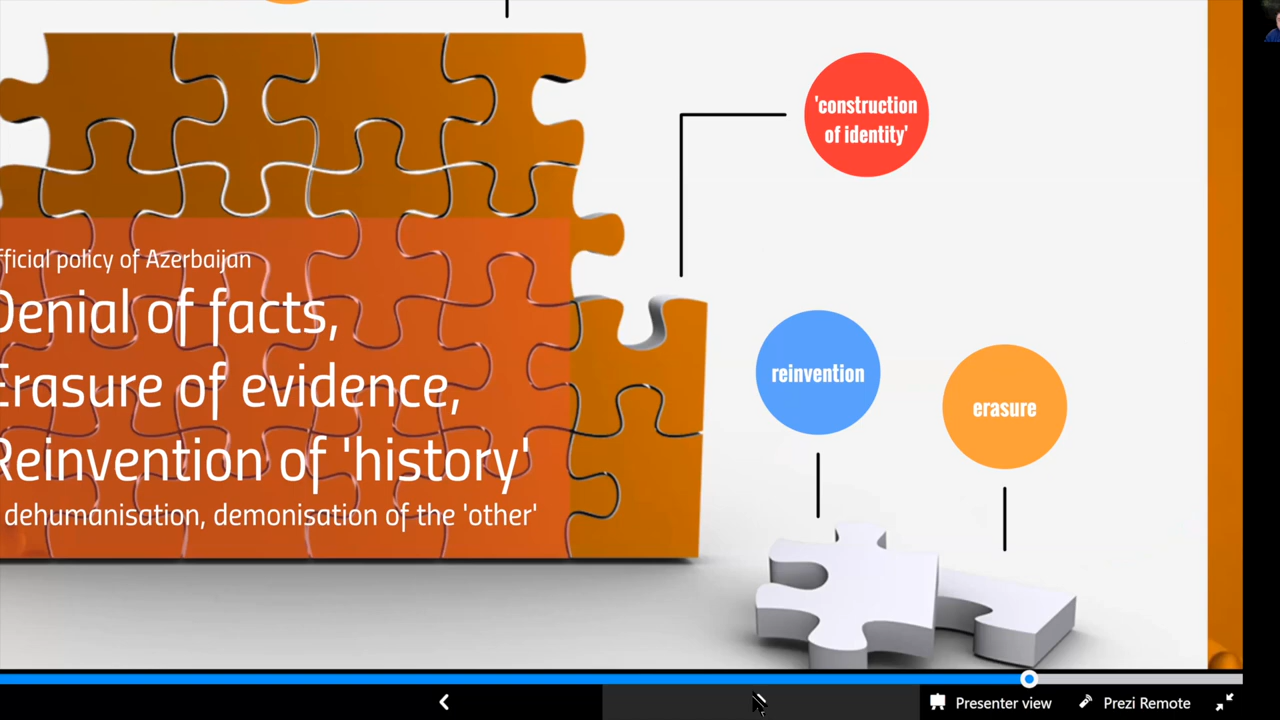 fficial policy of Azerbaijan
Denial of facts,
Erasure of evidence,
Reinvention of 'history'
dehumanisation, demonisation of the 'other'
'construction
of identity'
reinvention
erasure
Presenter view
Prezi Remote